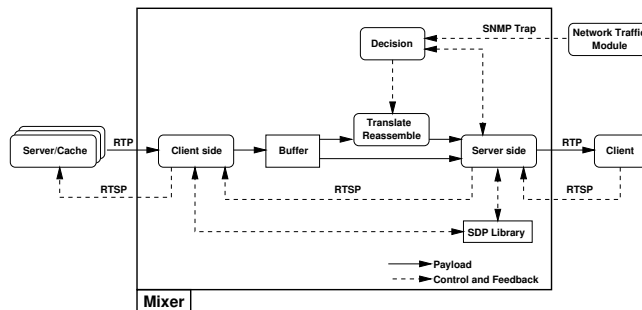 SNMP Trap
Network Traffic
Module
Decision
Translate
Reassemble
Server/Cache
RTP
Client side
Buffer
Server side
RTP
Client
RTSP
RTSP
RTSP
SDP Library
Payload
Control and Feedback
Mixer